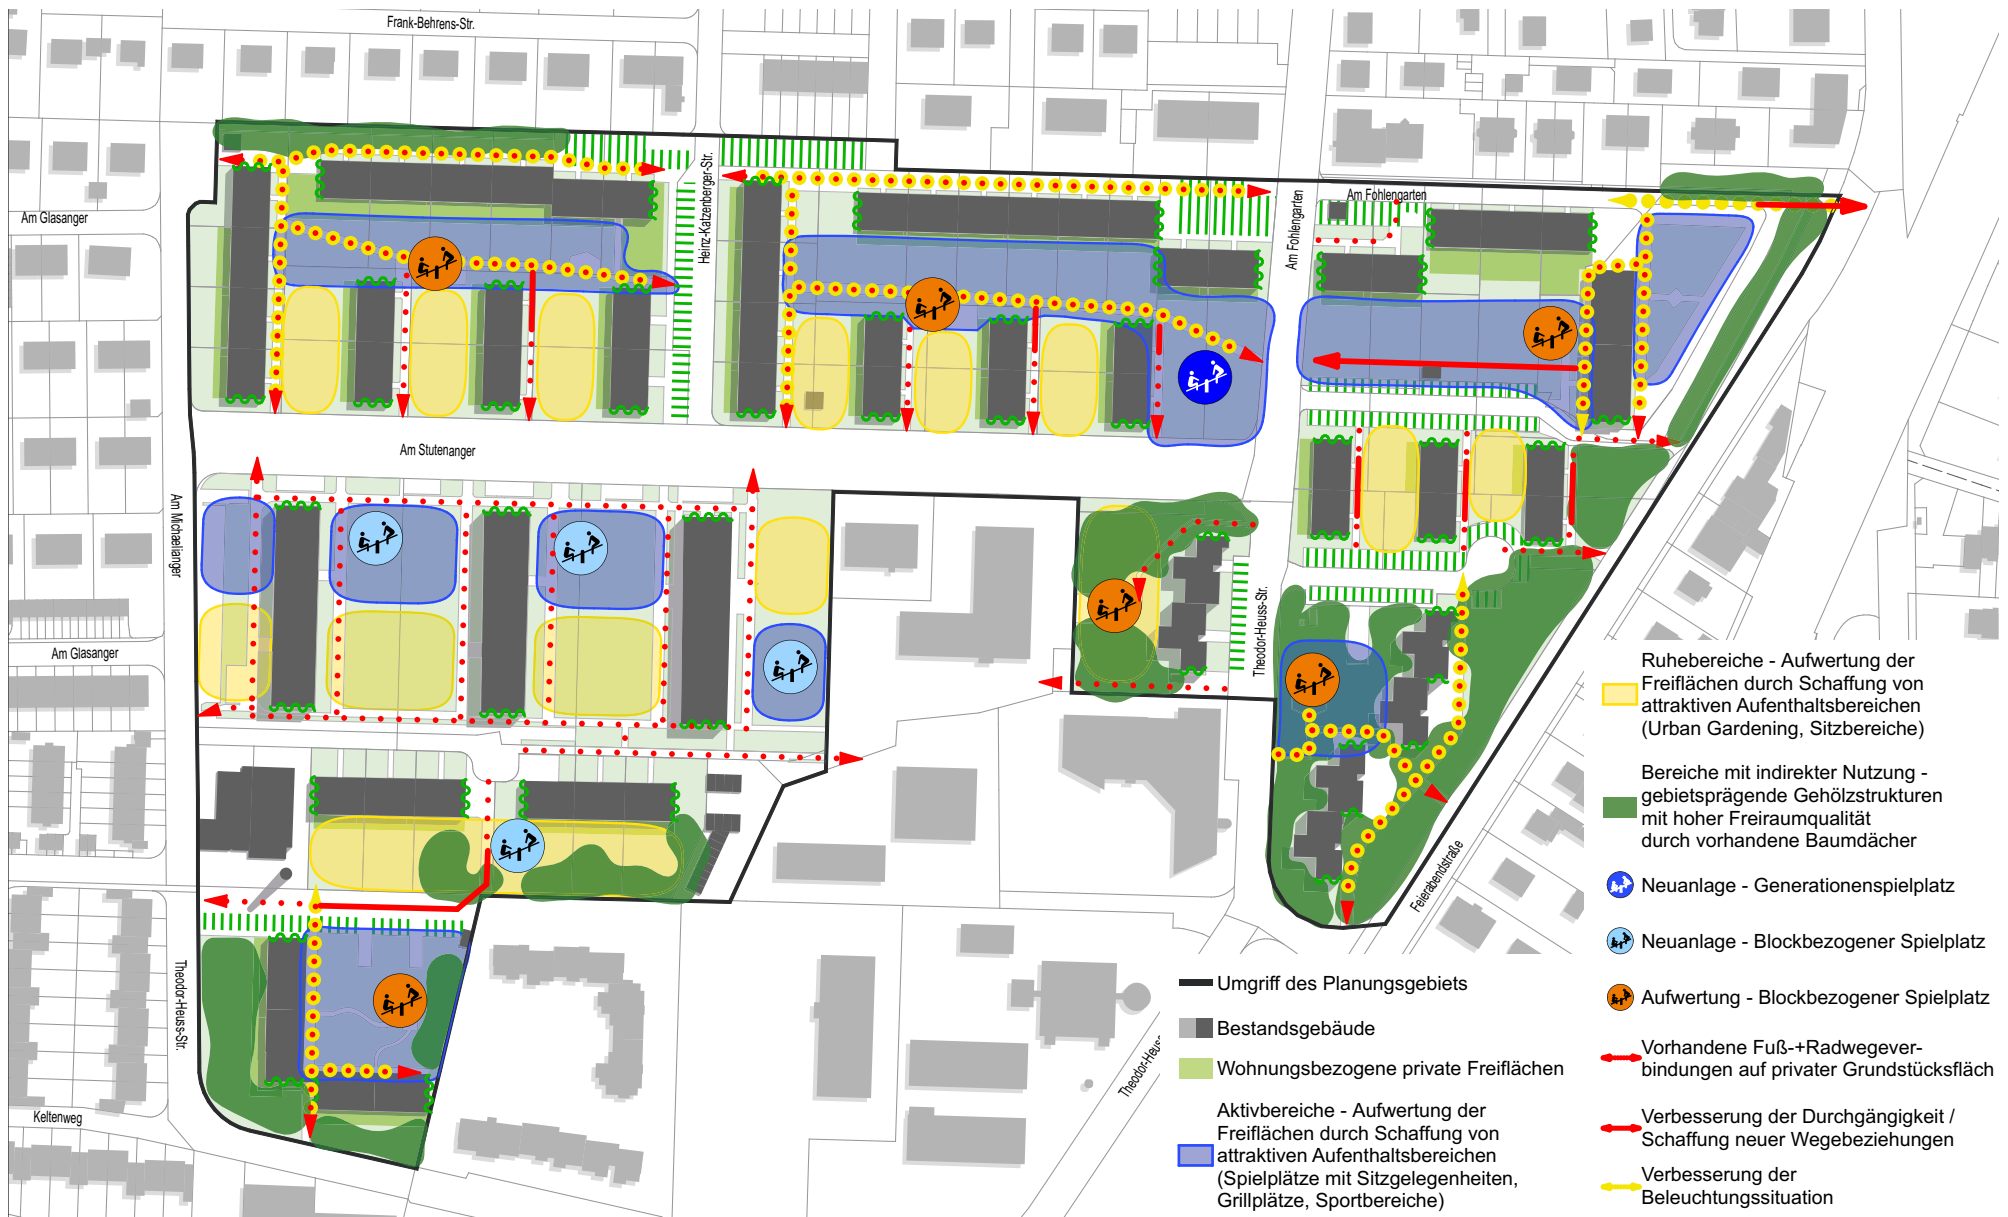 Frank-Behrens-Str.
Am Glasanger
Heinz-Katzenberger-Str.
Am Fohlengarten
Am Fohlengarten
Am Stutenanger
Am Michaelianger
Am Glasanger
Theodor-Heuss-Str.
Feierabendstraße
Theodor-Heuss-Str.
Keltenweg
Theodor-Heus
Umgriff des Planungsgebiets
Bestandsgebäude
Wohnungsbezogene private Freiflächen
Aktivbereiche - Aufwertung der
Freiflächen durch Schaffung von
attraktiven Aufenthaltsbereichen
(Spielplätze mit Sitzgelegenheiten,
Grillplätze, Sportbereiche)
Ruhebereiche - Aufwertung der
Freiflächen durch Schaffung von
attraktiven Aufenthaltsbereichen
(Urban Gardening, Sitzbereiche)
Bereiche mit indirekter Nutzung -
gebietsprägende Gehölzstrukturen
mit hoher Freiraumqualität
durch vorhandene Baumdächer
Neuanlage - Generationenspielplatz
Neuanlage - Blockbezogener Spielplatz
Aufwertung - Blockbezogener Spielplatz
Vorhandene Fuß-+Radwegever-
bindungen auf privater Grundstücksfläch
Verbesserung der Durchgängigkeit /
Schaffung neuer Wegebeziehungen
Verbesserung der
Beleuchtungssituation